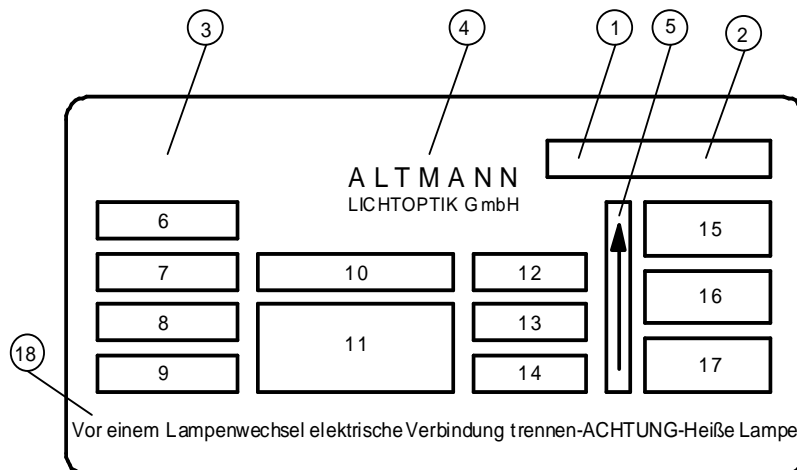 3 4 1 5 2
ALTMANN
LICHTOPTIK GmbH
6 15
7 10 12
16
8 13
11
18
9 14 17
Vor einem Lampenwechsel elektrische Verbindung trennen-ACHTUNG-Heiße Lampe